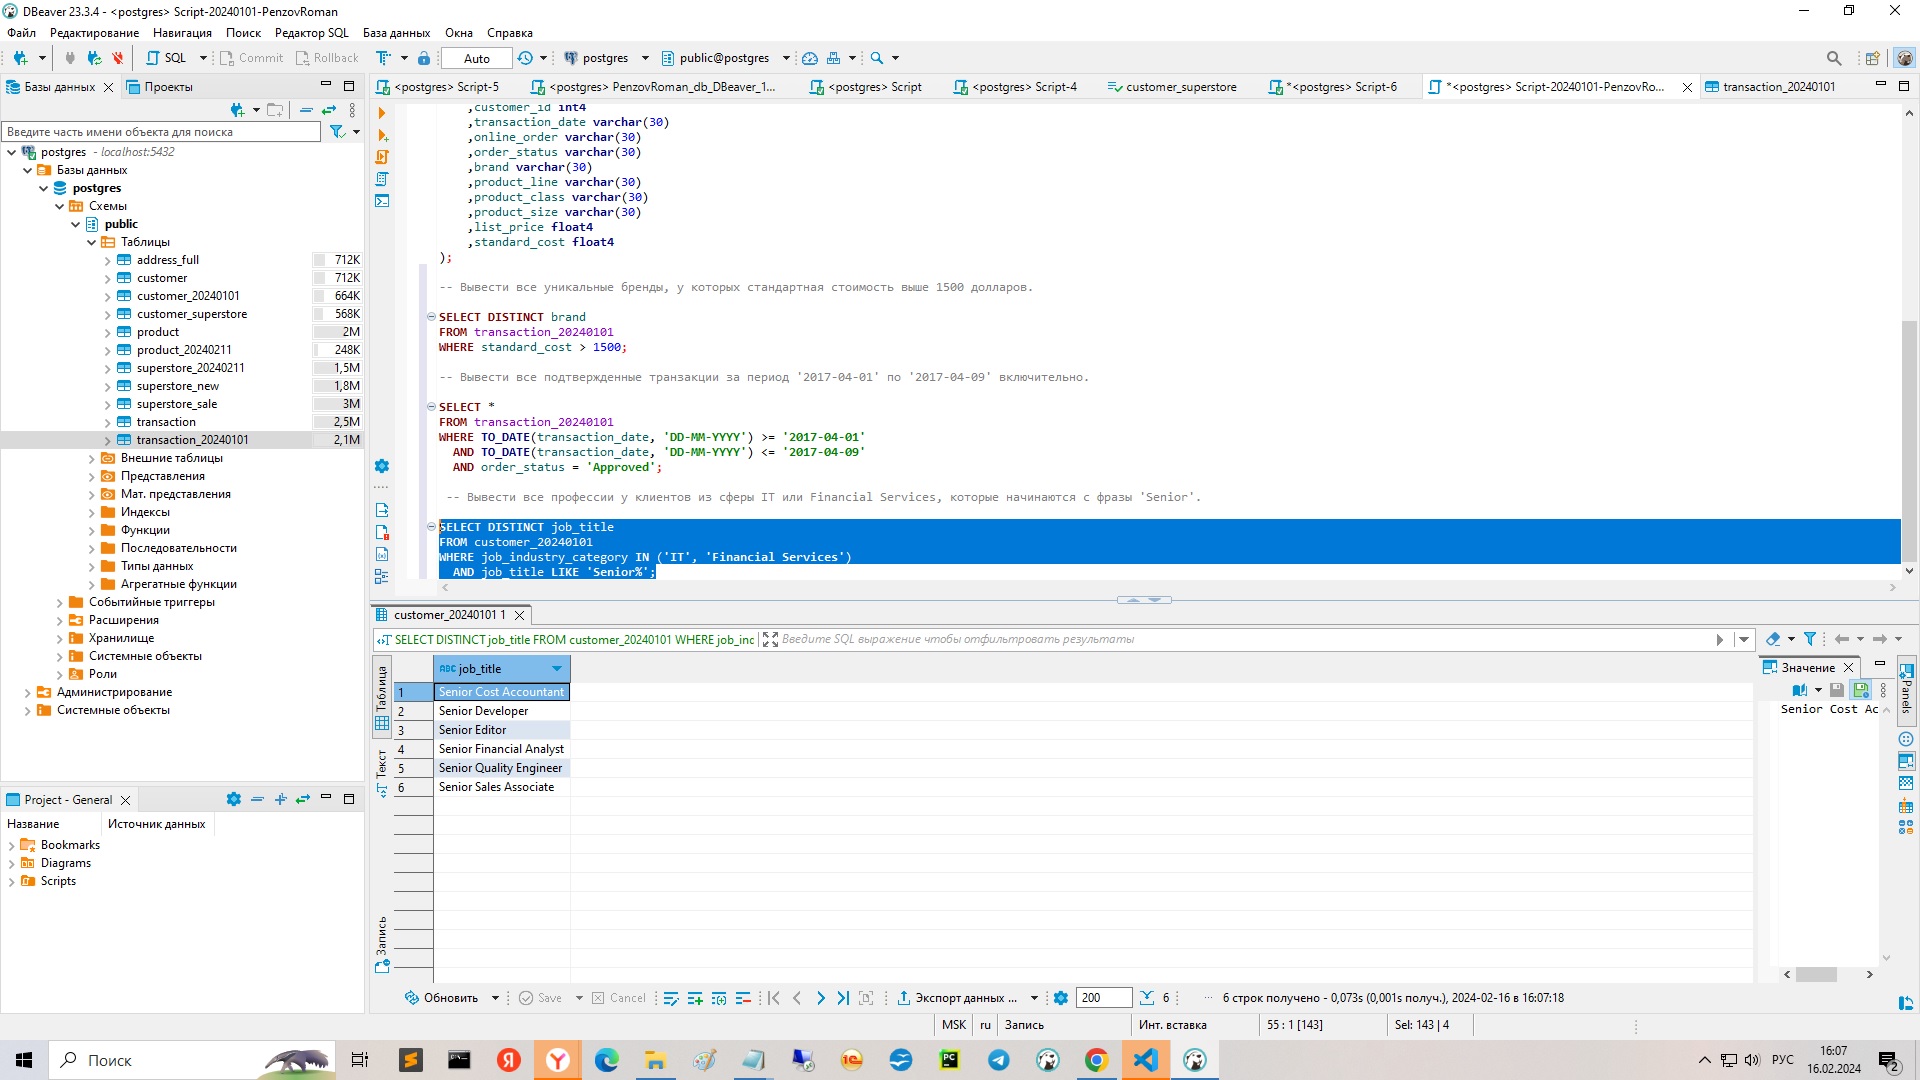 DBeaver 23.3.4 - <postgres> Script-20240101-PenzovRoman
Файл Редактирование Навигация Поиск Редактор SQL База данных Окна Справка
SQL Commit Rollback Auto postgres public@postgres
Базы данных Проекты
<postgres> Script-5 <postgres> PenzovRoman_db_DBeaver_1... <postgres> Script <postgres> Script-4 customer_superstore *<postgres> Script-6 *<postgres> Script-20240101-PenzovRo... transaction_20240101
Введите часть имени объекта для поиска
postgres - localhost:5432
Базы данных
postgres
Схемы
public
Таблицы
address_full 712K
customer 712K
customer_20240101 664K
customer_superstore 568K
product 2M
product_20240211 248K
superstore_20240211 1,5M
superstore_new 1,8M
superstore_sale 3M
transaction 2,5M
transaction_20240101 2,1M
Внешние таблицы
Представления
Мат. представления
Индексы
Функции
Последовательности
Типы данных
Агрегатные функции
Событийные триггеры
Расширения
Хранилище
Системные объекты
Роли
Администрирование
Системные объекты
,customer_id int4
,transaction_date varchar(30)
,online_order varchar(30)
,order_status varchar(30)
,brand varchar(30)
,product_line varchar(30)
,product_class varchar(30)
,product_size varchar(30)
,list_price float4
,standard_cost float4
);
-- Вывести все уникальные бренды, у которых стандартная стоимость выше 1500 долларов.
SELECT DISTINCT brand
FROM transaction_20240101
WHERE standard_cost > 1500;
-- Вывести все подтвержденные транзакции за период '2017-04-01' по '2017-04-09' включительно.
SELECT *
FROM transaction_20240101
WHERE TO_DATE(transaction_date, 'DD-MM-YYYY') >= '2017-04-01'
AND TO_DATE(transaction_date, 'DD-MM-YYYY') <= '2017-04-09'
AND order_status = 'Approved';
-- Вывести все профессии у клиентов из сферы IT или Financial Services, которые начинаются с фразы 'Senior'.
SELECT DISTINCT job_title
FROM customer_20240101
WHERE job_industry_category IN ('IT', 'Financial Services')
AND job_title LIKE 'Senior%';
customer_20240101 1
SELECT DISTINCT job_title FROM customer_20240101 WHERE job_inc Введите SQL выражение чтобы отфильтровать результаты
Таблица
Текст
Запись
ABC job_title
1 Senior Cost Accountant
2 Senior Developer
3 Senior Editor
4 Senior Financial Analyst
5 Senior Quality Engineer
6 Senior Sales Associate
Значение
Senior Cost Ac
Panels
Project - General
Название Источник данных
Bookmarks
Diagrams
Scripts
Обновить Save Cancel Экспорт данных ... 200 6 ... 6 строк получено - 0,073s (0,001s получ.), 2024-02-16 в 16:07:18
MSK ru Запись Инт. вставка 55 : 1 [143] Sel: 143 | 4
Поиск
РУС 16:07
16.02.2024
2